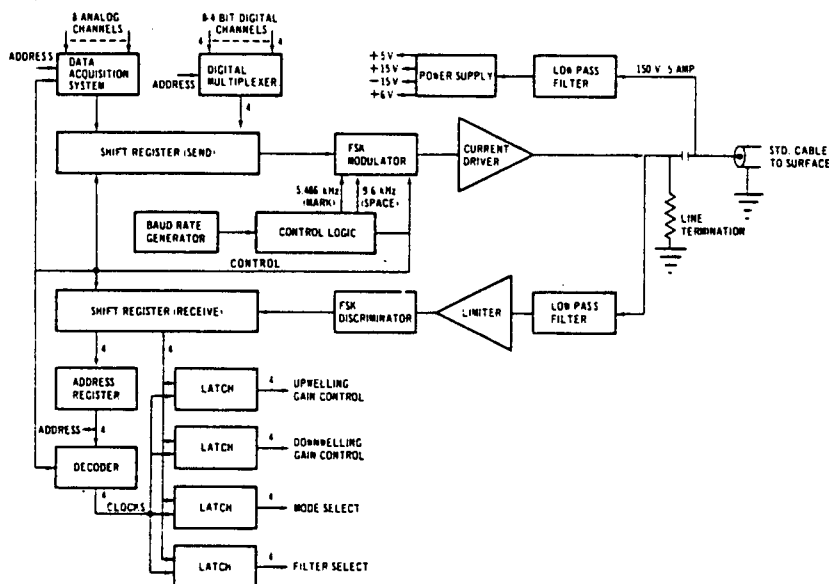 8 ANALOG
CHANNELS
8-4 BIT DIGITAL
CHANNELS
4
4
ADDRESS
DATA
ACQUISITION
SYSTEM
ADDRESS
DIGITAL
MULTIPLEXER
4
+5V
+15V
-15V
+6V
POWER SUPPLY
LOW PASS
FILTER
150 V 5 AMP
SHIFT REGISTER (SEND)
FSK
MODULATOR
CURRENT
DRIVER
STD. CABLE
TO SURFACE
5.486 kHz
(MARK)
9.6 kHz
(SPACE)
LINE
TERMINATION
BAUD RATE
GENERATOR
CONTROL LOGIC
CONTROL
SHIFT REGISTER (RECEIVE)
FSK
DISCRIMINATOR
LIMITER
LOW PASS
FILTER
4
4
ADDRESS
REGISTER
ADDRESS
4
DECODER
4
CLOCKS
LATCH
4
UPWELLING
GAIN CONTROL
LATCH
4
DOWNWELLING
GAIN CONTROL
LATCH
4
MODE SELECT
LATCH
4
FILTER SELECT